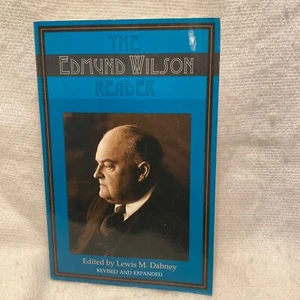 THE
EDMUND WILSON
READER
Edited by Lewis M. Dabney
REVISED AND EXPANDED